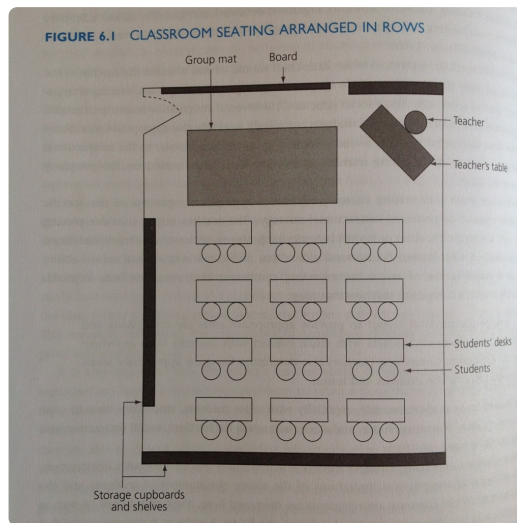 FIGURE 6.1 CLASSROOM SEATING ARRANGED IN ROWS
Group mat
Board
Teacher
Teacher's table
Students' desks
Students
Storage cupboards
and shelves